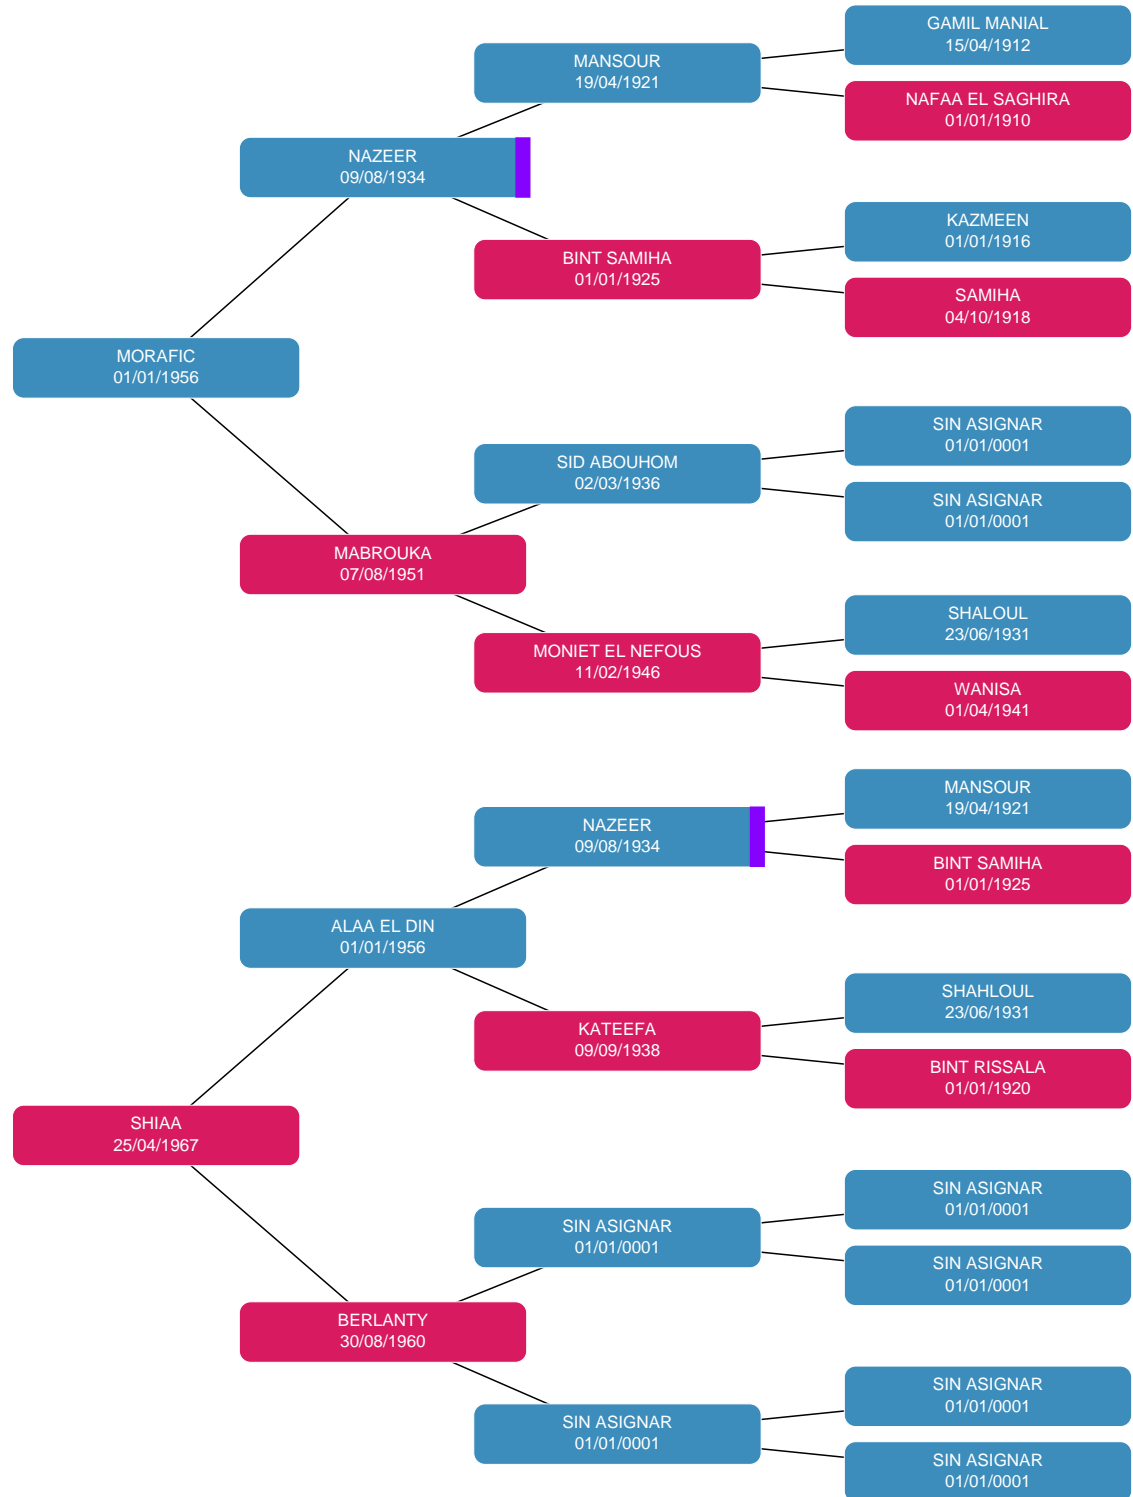 GAMIL MANIAL
15/04/1912
MANSOUR
19/04/1921
NAFAA EL SAGHIRA
01/01/1910
NAZEER
09/08/1934
KAZMEEN
01/01/1916
BINT SAMIHA
01/01/1925
SAMIHA
04/10/1918
MORAFIC
01/01/1956
SIN ASIGNAR
01/01/0001
SID ABOUHOM
02/03/1936
SIN ASIGNAR
01/01/0001
MABROUKA
07/08/1951
SHALOUL
23/06/1931
MONIET EL NEFOUS
11/02/1946
WANISA
01/04/1941
MANSOUR
19/04/1921
NAZEER
09/08/1934
BINT SAMIHA
01/01/1925
ALAA EL DIN
01/01/1956
SHAHLOUL
23/06/1931
KATEEFA
09/09/1938
BINT RISSALA
01/01/1920
SHIAA
25/04/1967
SIN ASIGNAR
01/01/0001
SIN ASIGNAR
01/01/0001
SIN ASIGNAR
01/01/0001
BERLANTY
30/08/1960
SIN ASIGNAR
01/01/0001
SIN ASIGNAR
01/01/0001
SIN ASIGNAR
01/01/0001